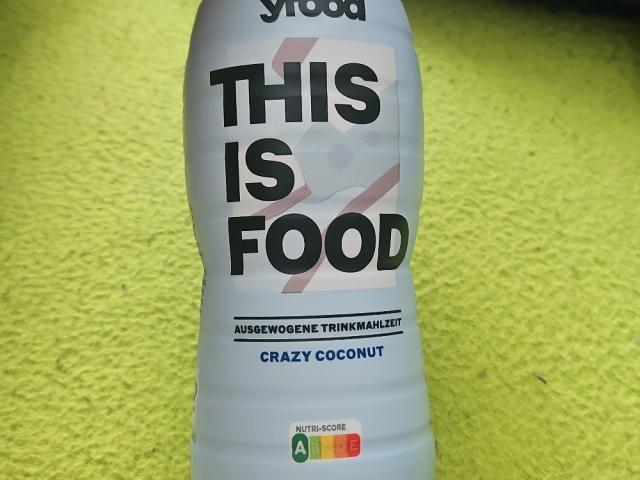 yfood
THIS
IS
FOOD
AUSGEWOGENE TRINKMAHLZEIT
CRAZY COCONUT
NUTRI-SCORE
A B C D E